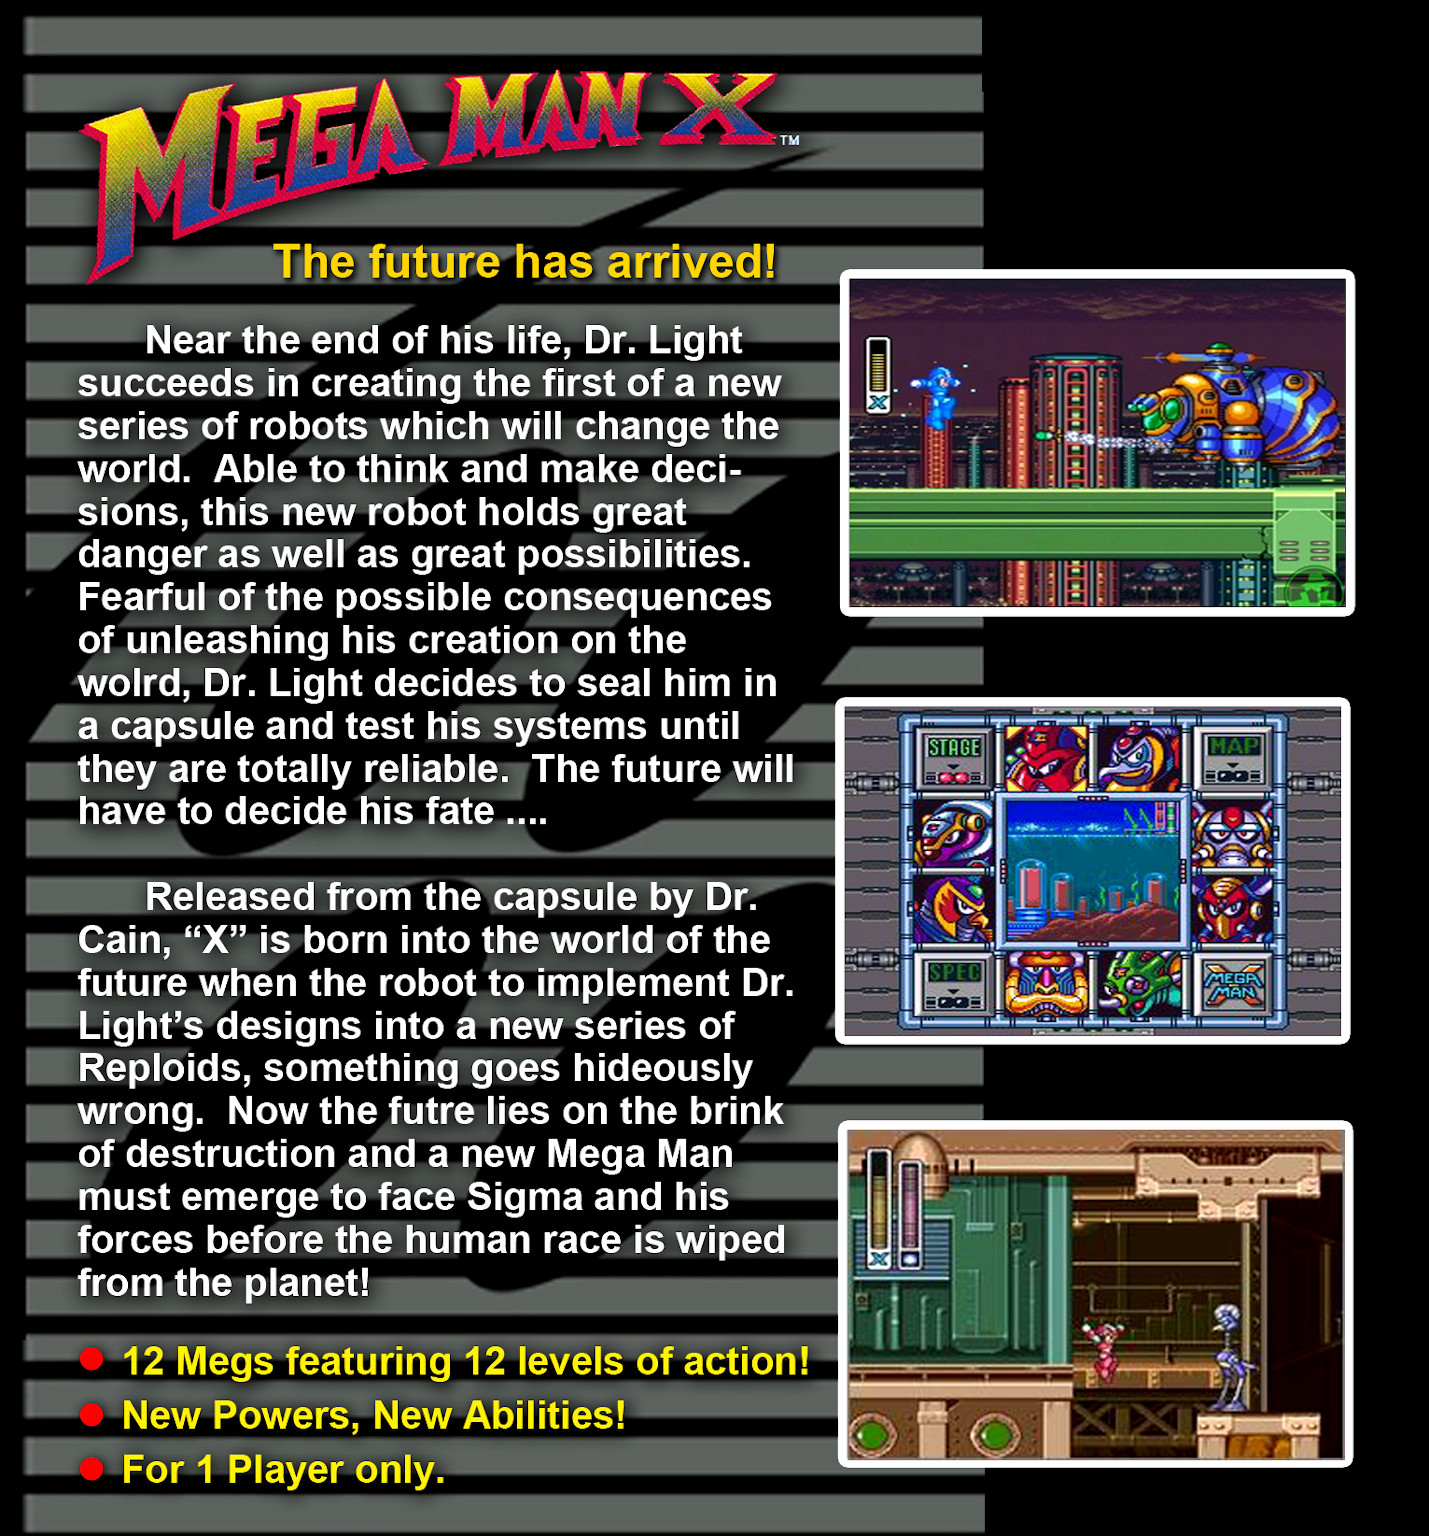 MEGA MAN X™
The future has arrived!
Near the end of his life, Dr. Light
succeeds in creating the first of a new
series of robots which will change the
world.  Able to think and make deci-
sions, this new robot holds great
danger as well as great possibilities.
Fearful of the possible consequences
of unleashing his creation on the
wolrd, Dr. Light decides to seal him in
a capsule and test his systems until
they are totally reliable.  The future will
have to decide his fate ....
Released from the capsule by Dr.
Cain, “X” is born into the world of the
future when the robot to implement Dr.
Light’s designs into a new series of
Reploids, something goes hideously
wrong.  Now the futre lies on the brink
of destruction and a new Mega Man
must emerge to face Sigma and his
forces before the human race is wiped
from the planet!
● 12 Megs featuring 12 levels of action!
● New Powers, New Abilities!
● For 1 Player only.
X
STAGE
MAP
SPEC
MEGA
MAN
X
X